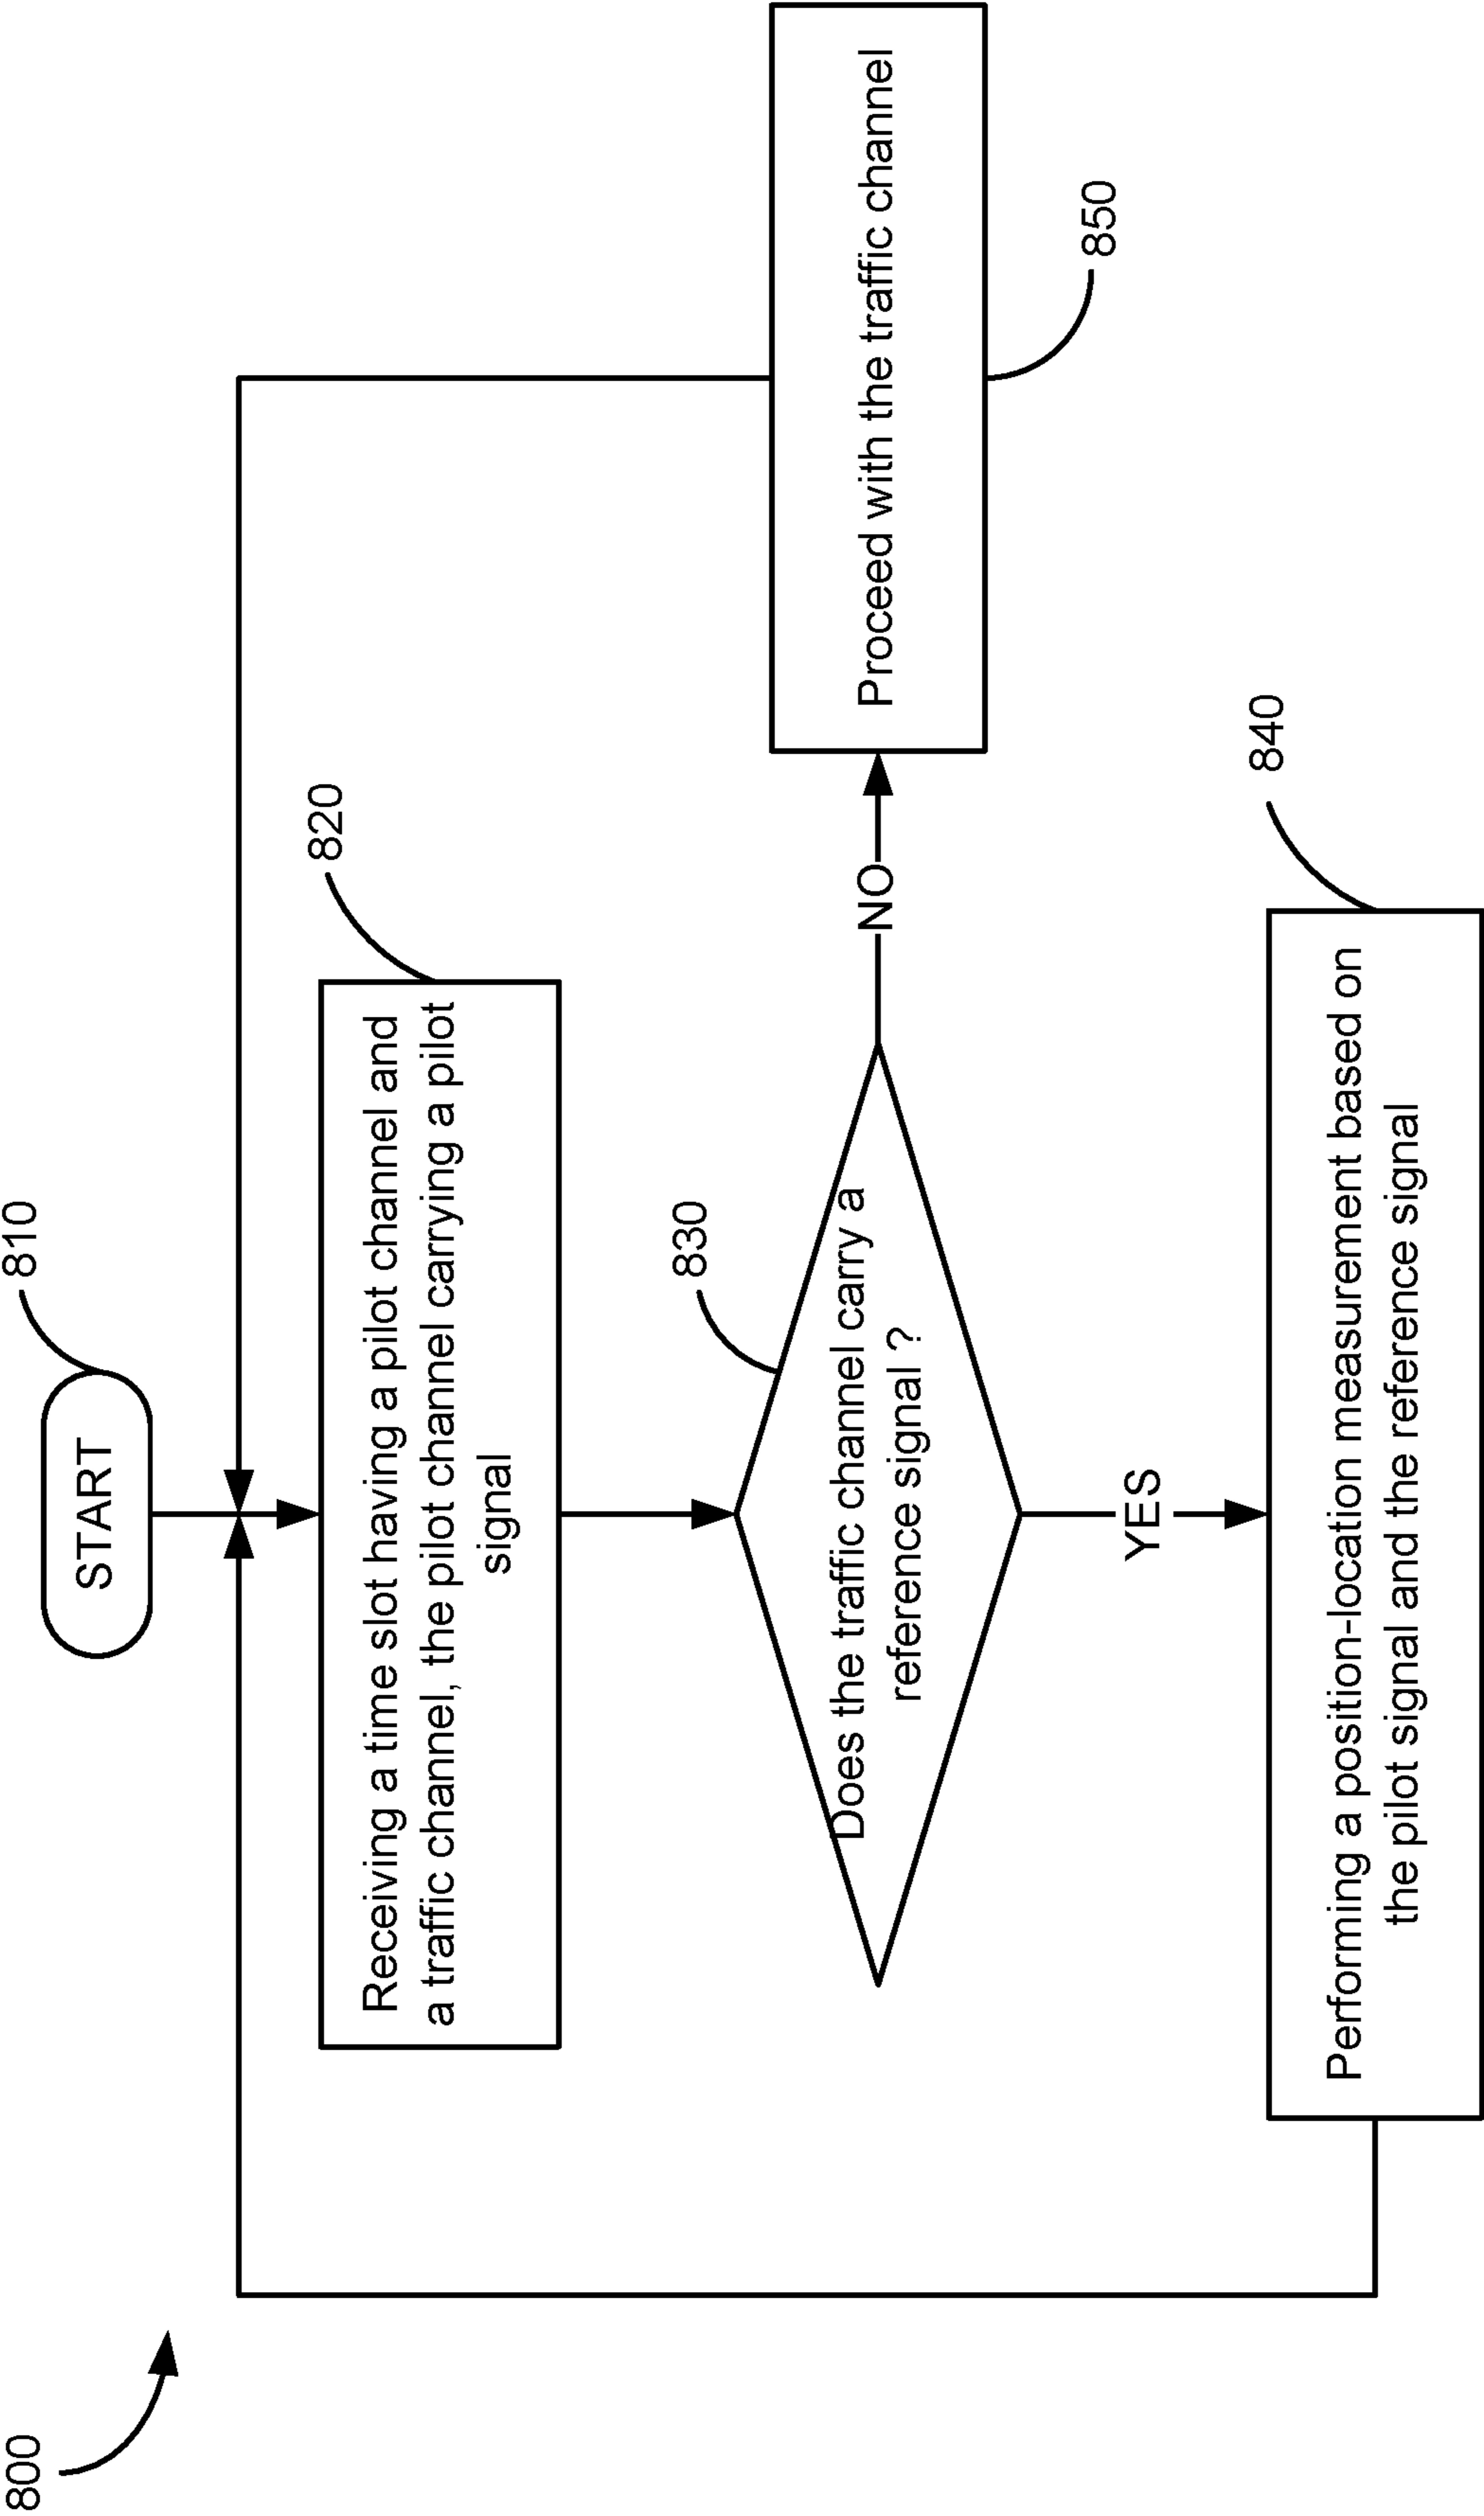 800
810
START
820
Receiving a time slot having a pilot channel and
a traffic channel, the pilot channel carrying a pilot
signal
830
Does the traffic channel carry a
reference signal ?
NO
Proceed with the traffic channel
850
YES
840
Performing a position-location measurement based on
the pilot signal and the reference signal